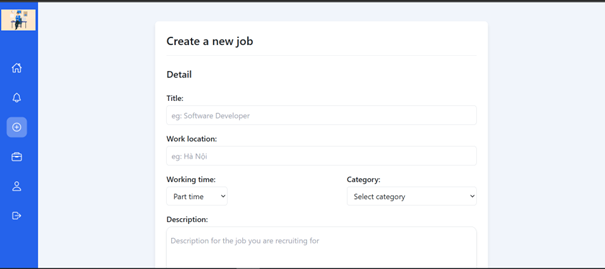 Create a new job
Detail
Title:
eg: Software Developer
Work location:
eg: Hà Nội
Working time: Category:
Part time Select category
Description:
Description for the job you are recruiting for